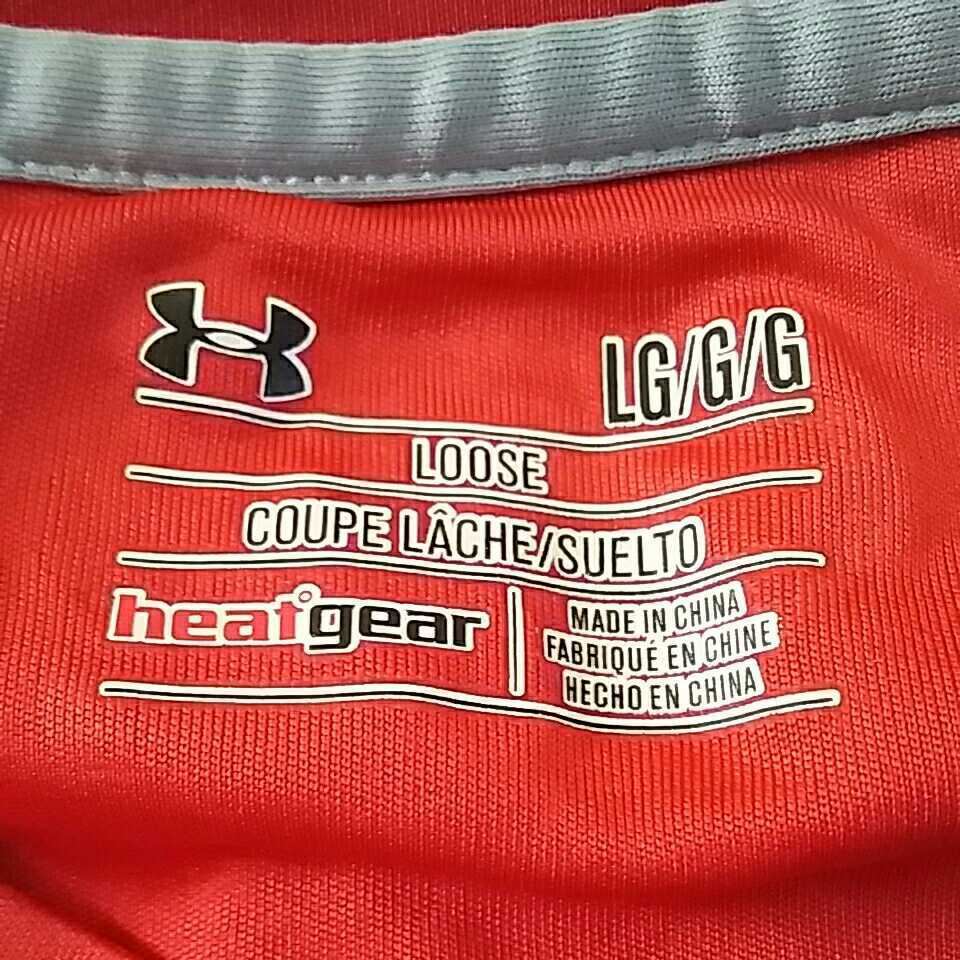 LG/G/G
LOOSE
COUPE LÂCHE/SUELTO
heatgear
MADE IN CHINA
FABRIQUÉ EN CHINE
HECHO EN CHINA